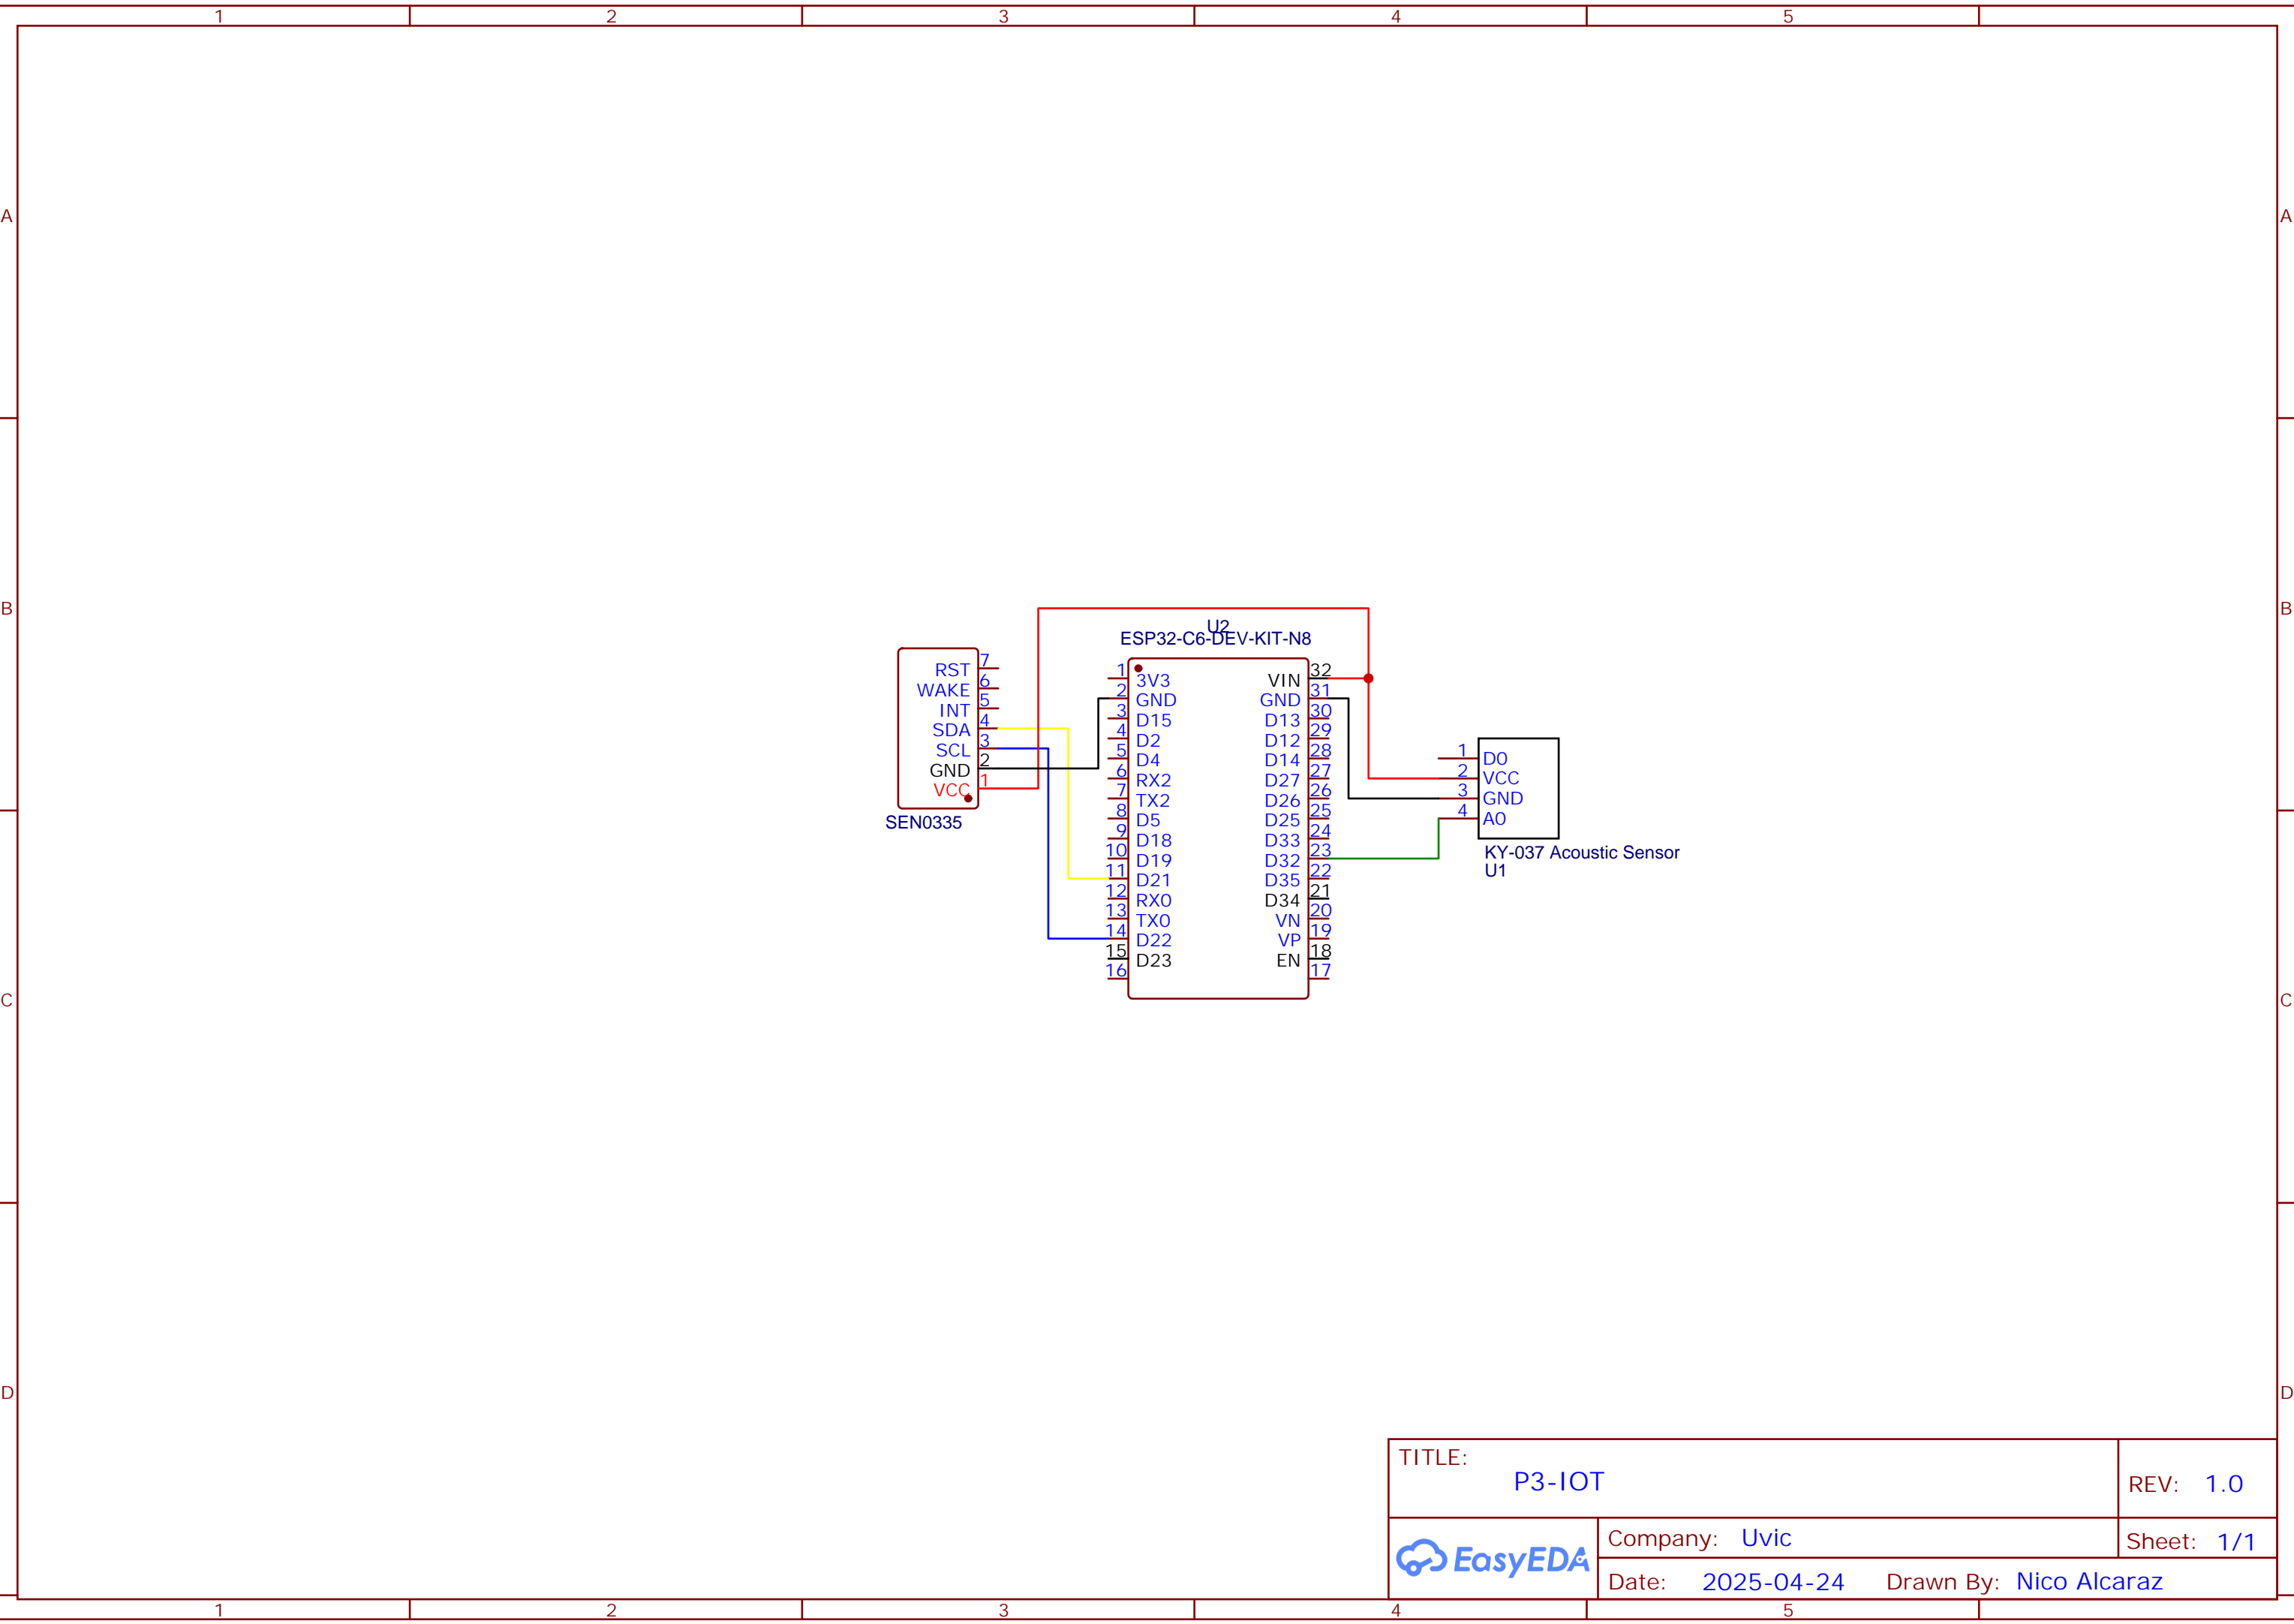 1 2 3 4 5
A A
B B
C C
D D
U2
ESP32-C6-DEV-KIT-N8
RST 7
WAKE 6
INT 5
SDA 4
SCL 3
GND 2
VCC 1
SEN0335
1 3V3 VIN 32
2 GND GND 31
3 D15 D13 30
4 D2 D12 29
5 D4 D14 28
6 RX2 D27 27
7 TX2 D26 26
8 D5 D25 25
9 D18 D33 24
10 D19 D32 23
11 D21 D35 22
12 RX0 D34 21
13 TX0 VN 20
14 D22 VP 19
15 D23 EN 18
16 17
1 D0
2 VCC
3 GND
4 A0
KY-037 Acoustic Sensor
U1
TITLE:
P3-IOT
REV: 1.0
EasyEDA
Company: Uvic
Sheet: 1/1
Date: 2025-04-24 Drawn By: Nico Alcaraz
1 2 3 4 5